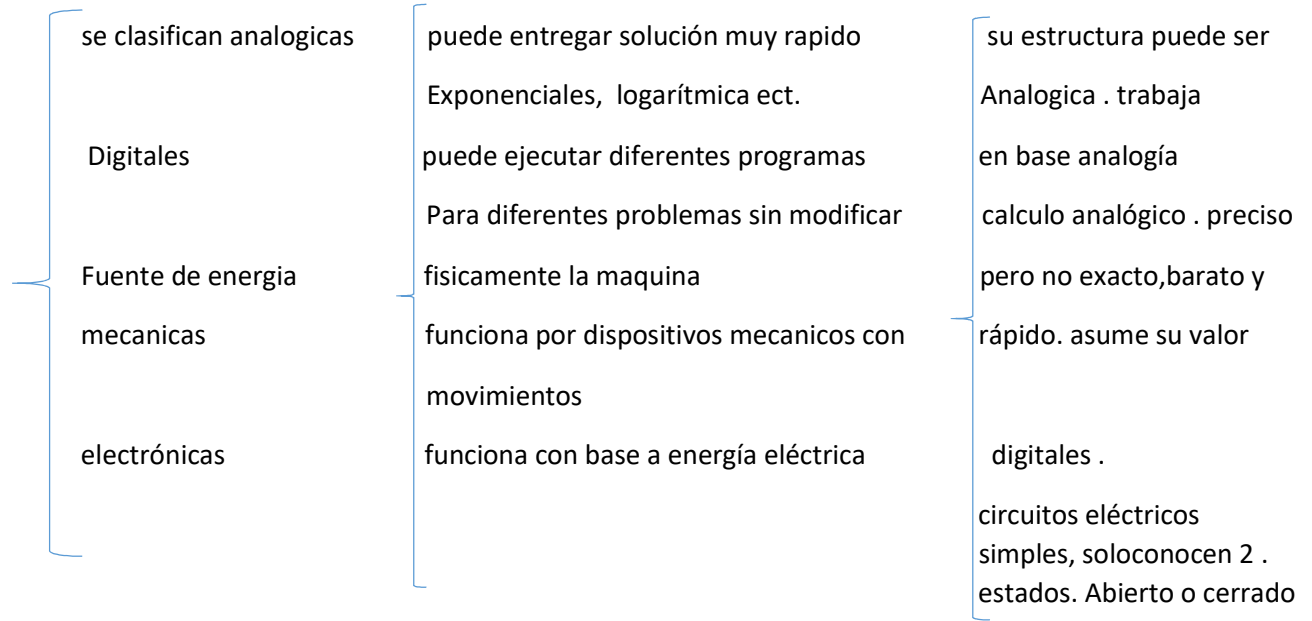 se clasifican analogicas
Digitales
Fuente de energia
mecanicas
electrónicas
puede entregar solución muy rapido
Exponenciales, logarítmica ect.
puede ejecutar diferentes programas
Para diferentes problemas sin modificar
fisicamente la maquina
funciona por dispositivos mecanicos con
movimientos
funciona con base a energía eléctrica
su estructura puede ser
Analogica . trabaja
en base analogía
calculo analógico . preciso
pero no exacto,barato y
rápido. asume su valor
digitales .
circuitos eléctricos
simples, soloconocen 2 .
estados. Abierto o cerrado